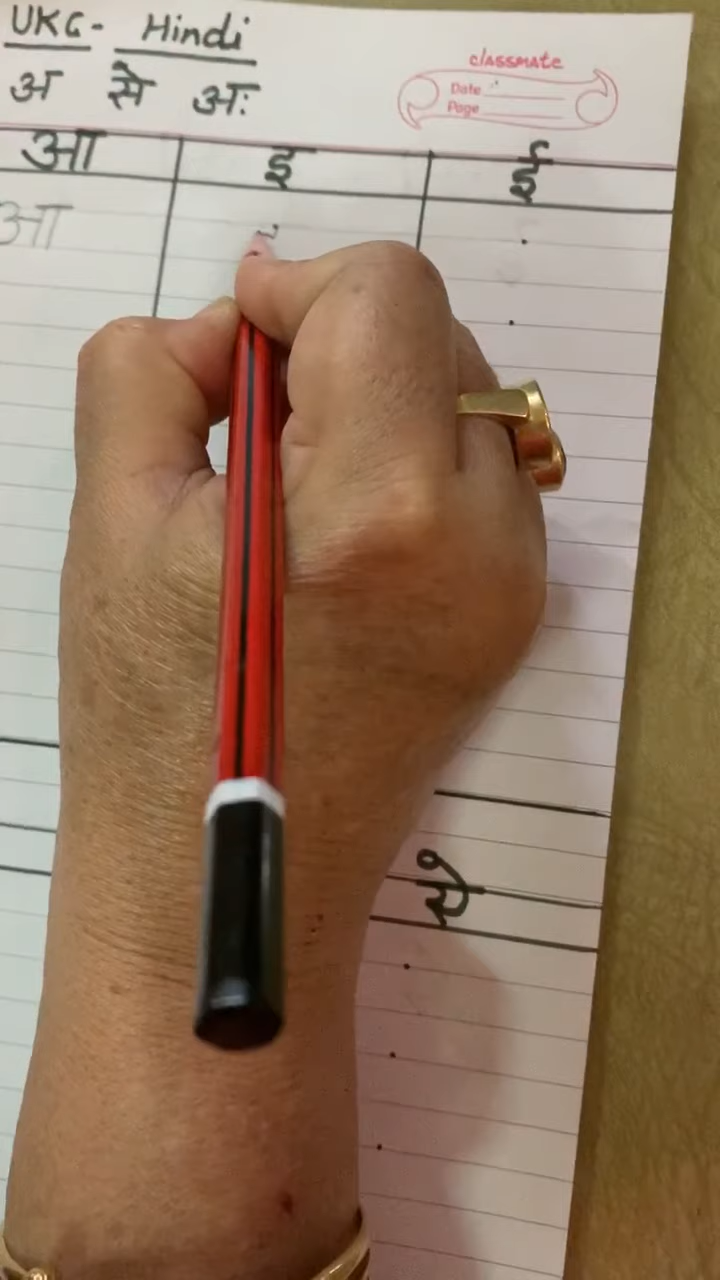 UKG- Hindi
अ से अः
classmate
Date
Page
आ इ ई
आ